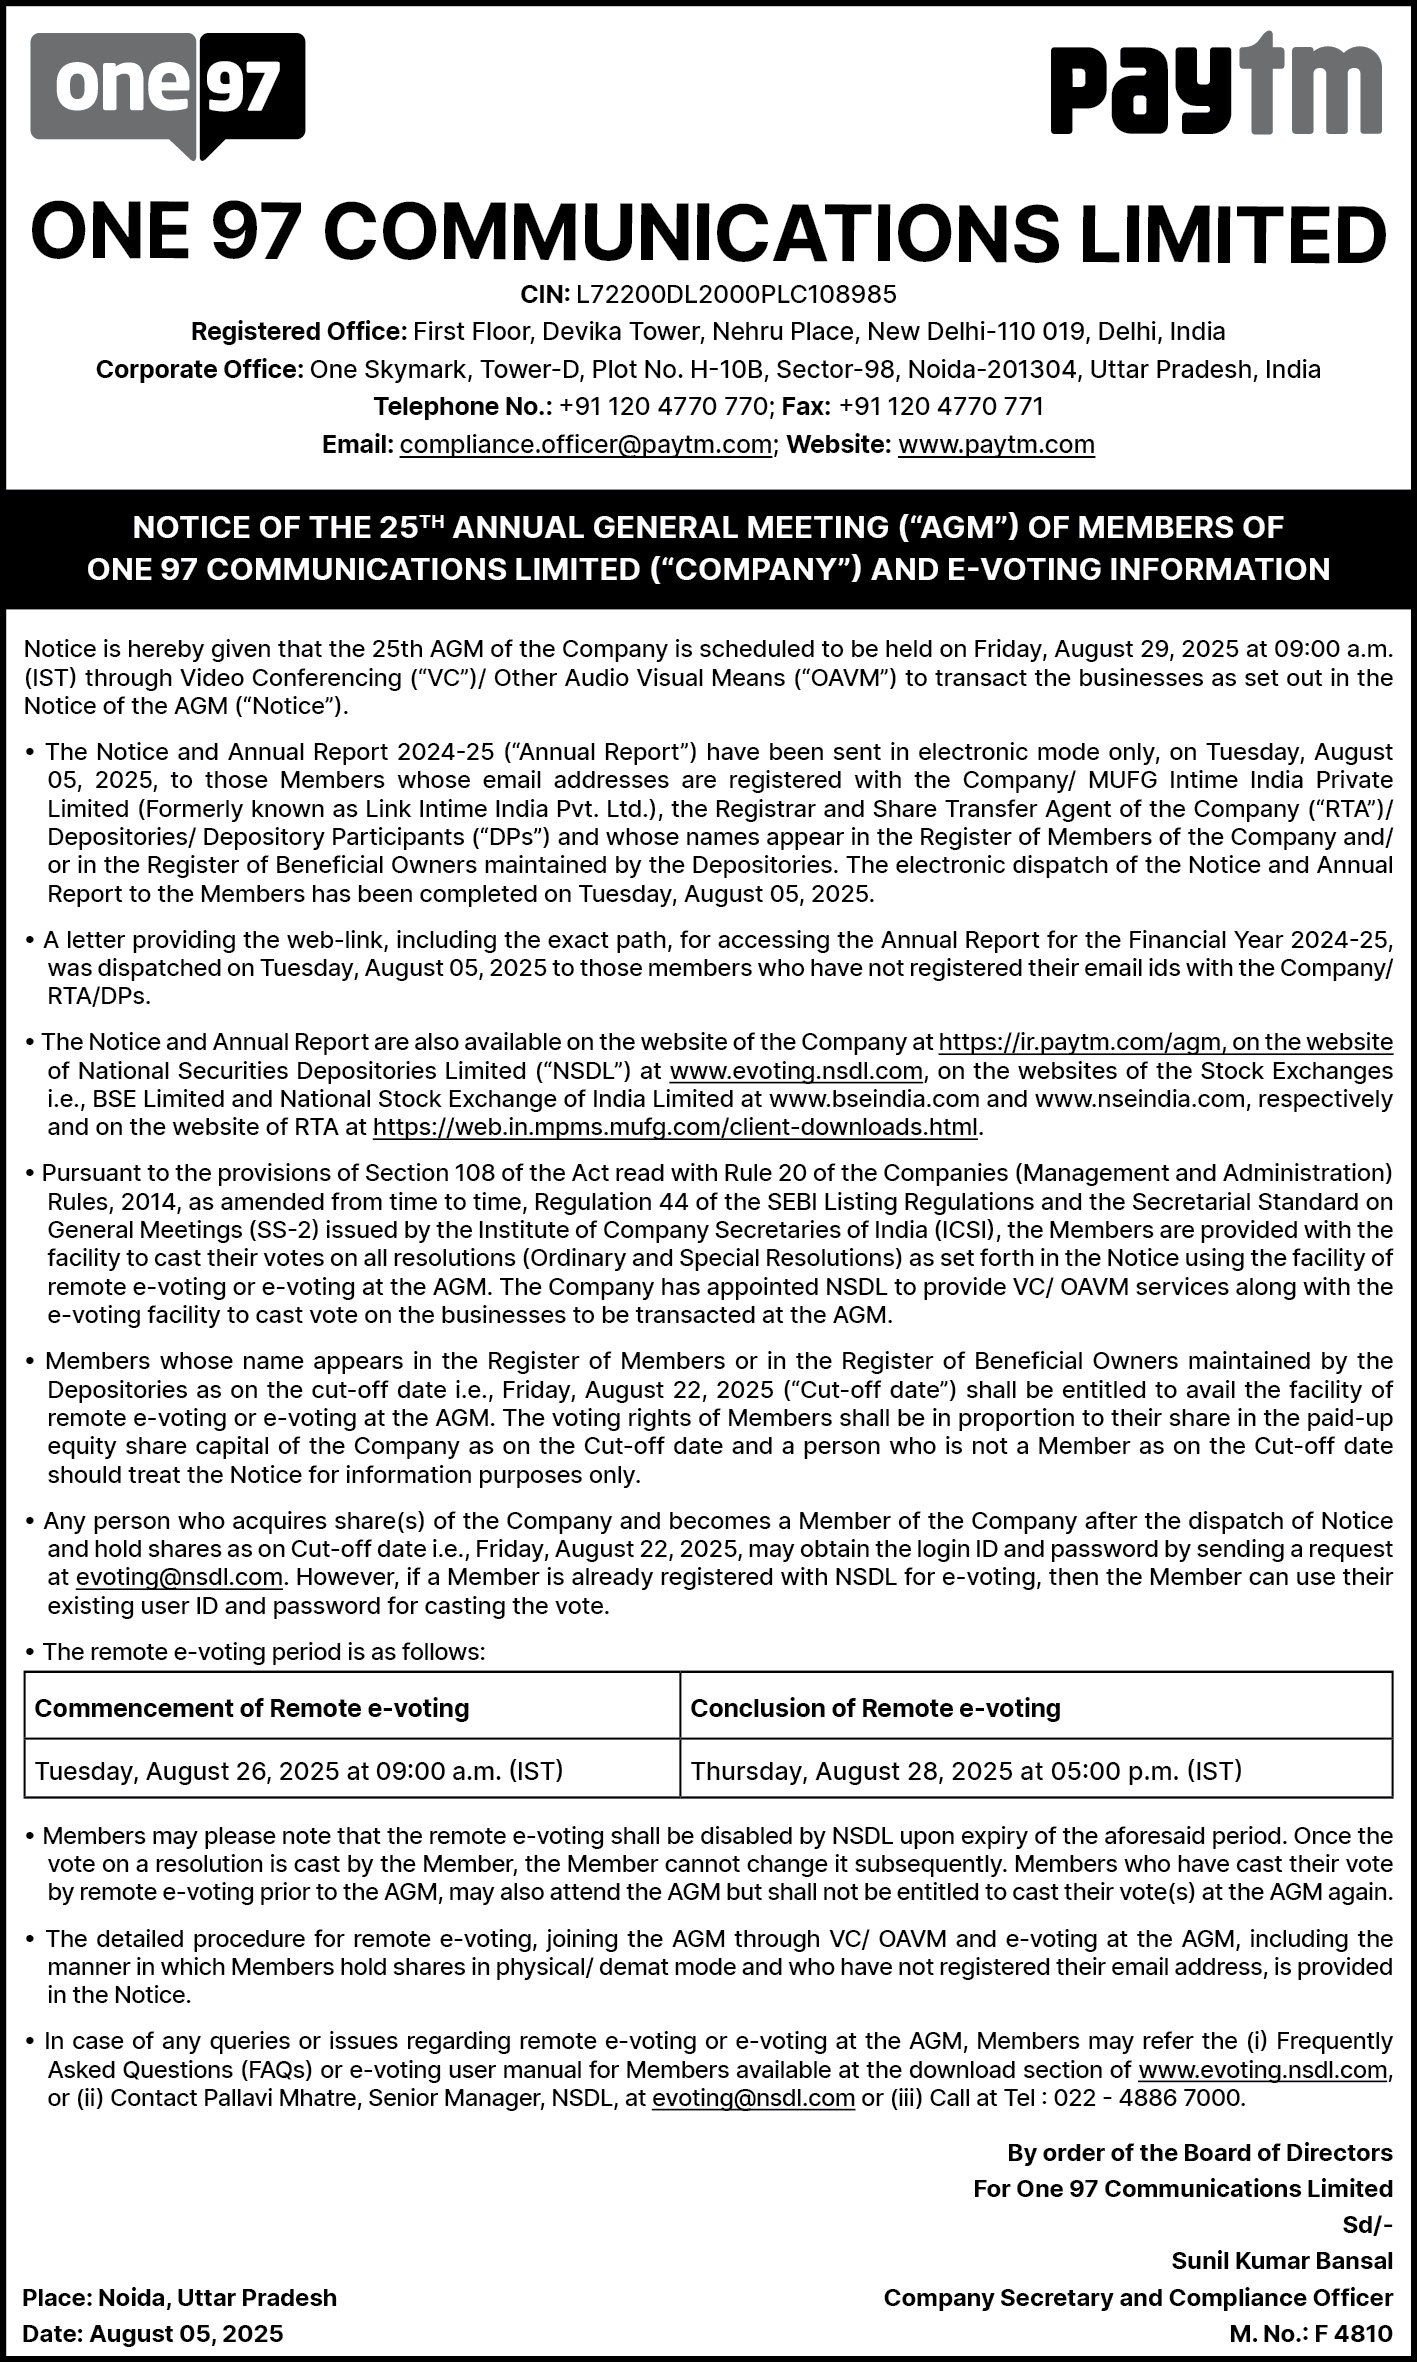 one97
paytm
ONE 97 COMMUNICATIONS LIMITED
CIN: L72200DL2000PLC108985
Registered Office: First Floor, Devika Tower, Nehru Place, New Delhi-110 019, Delhi, India
Corporate Office: One Skymark, Tower-D, Plot No. H-10B, Sector-98, Noida-201304, Uttar Pradesh, India
Telephone No.: +91 120 4770 770; Fax: +91 120 4770 771
Email: compliance.officer@paytm.com; Website: www.paytm.com
NOTICE OF THE 25TH ANNUAL GENERAL MEETING (“AGM”) OF MEMBERS OF
ONE 97 COMMUNICATIONS LIMITED (“COMPANY”) AND E-VOTING INFORMATION
Notice is hereby given that the 25th AGM of the Company is scheduled to be held on Friday, August 29, 2025 at 09:00 a.m.
(IST) through Video Conferencing (“VC”)/ Other Audio Visual Means (“OAVM”) to transact the businesses as set out in the
Notice of the AGM (“Notice”).
• The Notice and Annual Report 2024-25 (“Annual Report”) have been sent in electronic mode only, on Tuesday, August
05, 2025, to those Members whose email addresses are registered with the Company/ MUFG Intime India Private
Limited (Formerly known as Link Intime India Pvt. Ltd.), the Registrar and Share Transfer Agent of the Company (“RTA”)/
Depositories/ Depository Participants (“DPs”) and whose names appear in the Register of Members of the Company and/
or in the Register of Beneficial Owners maintained by the Depositories. The electronic dispatch of the Notice and Annual
Report to the Members has been completed on Tuesday, August 05, 2025.
• A letter providing the web-link, including the exact path, for accessing the Annual Report for the Financial Year 2024-25,
was dispatched on Tuesday, August 05, 2025 to those members who have not registered their email ids with the Company/
RTA/DPs.
• The Notice and Annual Report are also available on the website of the Company at https://ir.paytm.com/agm, on the website
of National Securities Depositories Limited (“NSDL”) at www.evoting.nsdl.com, on the websites of the Stock Exchanges
i.e., BSE Limited and National Stock Exchange of India Limited at www.bseindia.com and www.nseindia.com, respectively
and on the website of RTA at https://web.in.mpms.mufg.com/client-downloads.html.
• Pursuant to the provisions of Section 108 of the Act read with Rule 20 of the Companies (Management and Administration)
Rules, 2014, as amended from time to time, Regulation 44 of the SEBI Listing Regulations and the Secretarial Standard on
General Meetings (SS-2) issued by the Institute of Company Secretaries of India (ICSI), the Members are provided with the
facility to cast their votes on all resolutions (Ordinary and Special Resolutions) as set forth in the Notice using the facility of
remote e-voting or e-voting at the AGM. The Company has appointed NSDL to provide VC/ OAVM services along with the
e-voting facility to cast vote on the businesses to be transacted at the AGM.
• Members whose name appears in the Register of Members or in the Register of Beneficial Owners maintained by the
Depositories as on the cut-off date i.e., Friday, August 22, 2025 (“Cut-off date”) shall be entitled to avail the facility of
remote e-voting or e-voting at the AGM. The voting rights of Members shall be in proportion to their share in the paid-up
equity share capital of the Company as on the Cut-off date and a person who is not a Member as on the Cut-off date
should treat the Notice for information purposes only.
• Any person who acquires share(s) of the Company and becomes a Member of the Company after the dispatch of Notice
and hold shares as on Cut-off date i.e., Friday, August 22, 2025, may obtain the login ID and password by sending a request
at evoting@nsdl.com. However, if a Member is already registered with NSDL for e-voting, then the Member can use their
existing user ID and password for casting the vote.
• The remote e-voting period is as follows:
Commencement of Remote e-voting
Conclusion of Remote e-voting
Tuesday, August 26, 2025 at 09:00 a.m. (IST)
Thursday, August 28, 2025 at 05:00 p.m. (IST)
• Members may please note that the remote e-voting shall be disabled by NSDL upon expiry of the aforesaid period. Once the
vote on a resolution is cast by the Member, the Member cannot change it subsequently. Members who have cast their vote
by remote e-voting prior to the AGM, may also attend the AGM but shall not be entitled to cast their vote(s) at the AGM again.
• The detailed procedure for remote e-voting, joining the AGM through VC/ OAVM and e-voting at the AGM, including the
manner in which Members hold shares in physical/ demat mode and who have not registered their email address, is provided
in the Notice.
• In case of any queries or issues regarding remote e-voting or e-voting at the AGM, Members may refer the (i) Frequently
Asked Questions (FAQs) or e-voting user manual for Members available at the download section of www.evoting.nsdl.com,
or (ii) Contact Pallavi Mhatre, Senior Manager, NSDL, at evoting@nsdl.com or (iii) Call at Tel : 022 - 4886 7000.
By order of the Board of Directors
For One 97 Communications Limited
Sd/-
Sunil Kumar Bansal
Place: Noida, Uttar Pradesh
Company Secretary and Compliance Officer
Date: August 05, 2025
M. No.: F 4810